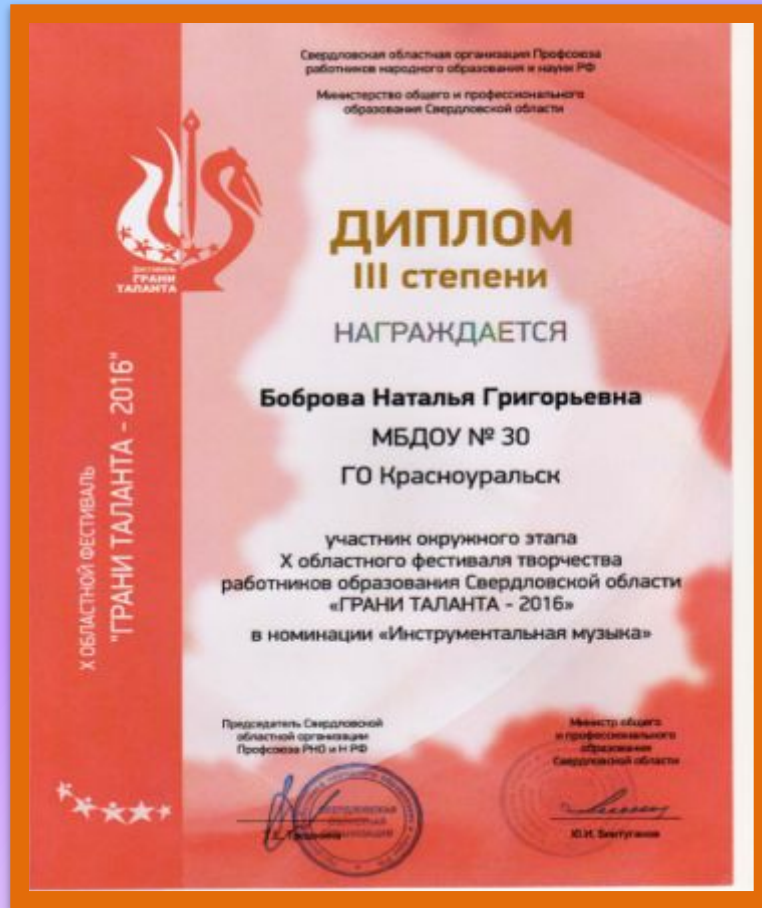 Свердловская областная организация Профсоюза
работников народного образования и науки РФ
Министерство общего и профессионального
образования Свердловской области
ФЕСТИВАЛЬ
ГРАНИ
ТАЛАНТА
ДИПЛОМ
III степени
НАГРАЖДАЕТСЯ
Боброва Наталья Григорьевна
МБДОУ № 30
ГО Красноуральск
участник окружного этапа
X областного фестиваля творчества
работников образования Свердловской области
«ГРАНИ ТАЛАНТА - 2016»
в номинации «Инструментальная музыка»
X ОБЛАСТНОЙ ФЕСТИВАЛЬ
"ГРАНИ ТАЛАНТА - 2016"
Председатель Свердловской
областной организации
Профсоюза РНО и Н РФ
Министр общего
и профессионального
образования
Свердловской области
Ю.И. Биктуганов